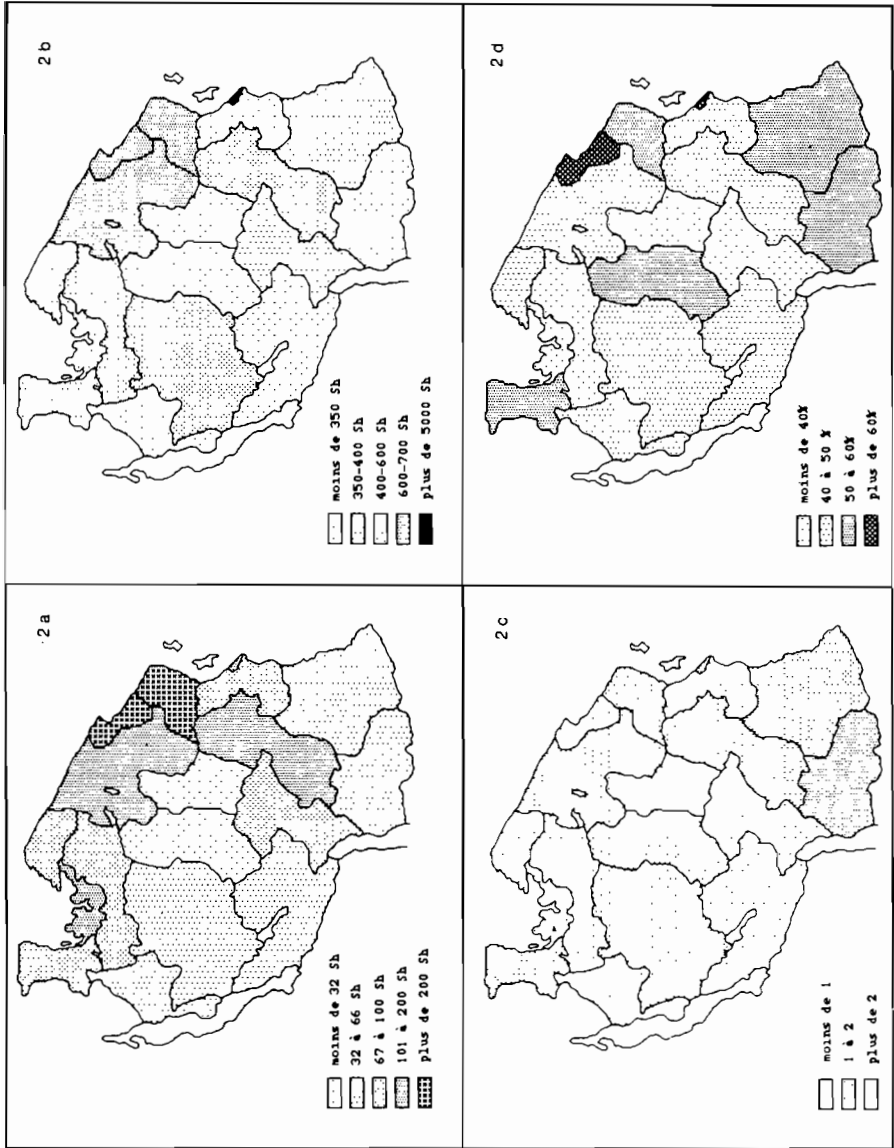 2a
moins de 32 Sh
32 à 66 Sh
67 à 100 Sh
101 à 200 Sh
plus de 200 Sh
2b
moins de 350 Sh
350-400 Sh
400-600 Sh
600-700 Sh
plus de 5000 Sh
2c
moins de 1
1 à 2
plus de 2
2d
moins de 40%
40 à 50 %
50 à 60%
plus de 60%